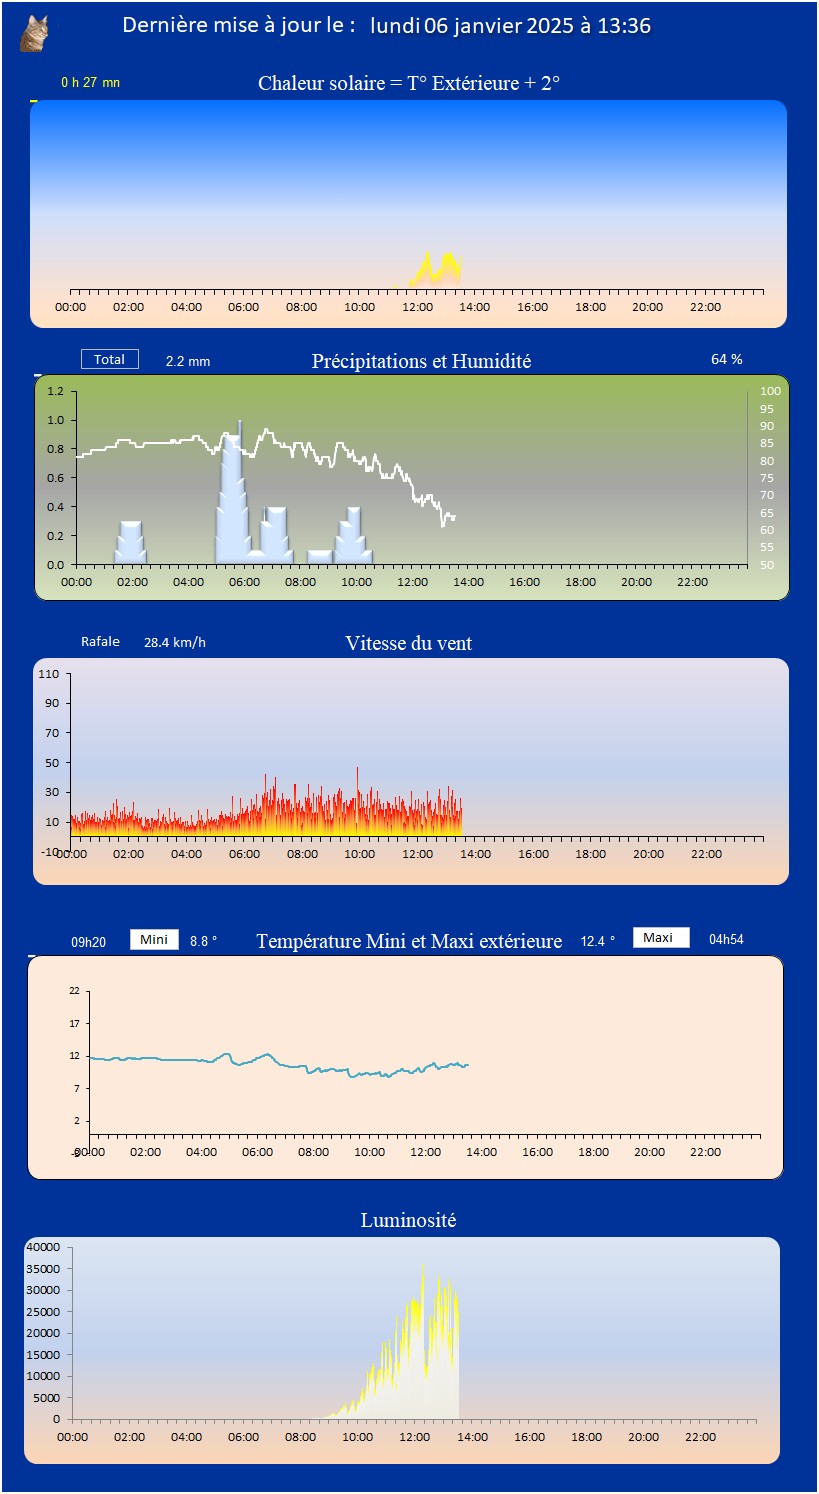 Dernière mise à jour le : lundi 06 janvier 2025 à 13:36
0 h 27 mn
Chaleur solaire = T° Extérieure + 2°
00:00 02:00 04:00 06:00 08:00 10:00 12:00 14:00 16:00 18:00 20:00 22:00
Total 2.2 mm Précipitations et Humidité 64 %
1.2 100
95
1.0 90
85
0.8 80
75
0.6 70
0.4 65
60
0.2 55
0.0 50
00:00 02:00 04:00 06:00 08:00 10:00 12:00 14:00 16:00 18:00 20:00 22:00
Rafale 28.4 km/h Vitesse du vent
110
90
70
50
30
10
-10
00:00 02:00 04:00 06:00 08:00 10:00 12:00 14:00 16:00 18:00 20:00 22:00
09h20 Mini 8.8 ° Température Mini et Maxi extérieure 12.4 ° Maxi 04h54
22
17
12
7
2
00:00 02:00 04:00 06:00 08:00 10:00 12:00 14:00 16:00 18:00 20:00 22:00
Luminosité
40000
35000
30000
25000
20000
15000
10000
5000
0
00:00 02:00 04:00 06:00 08:00 10:00 12:00 14:00 16:00 18:00 20:00 22:00